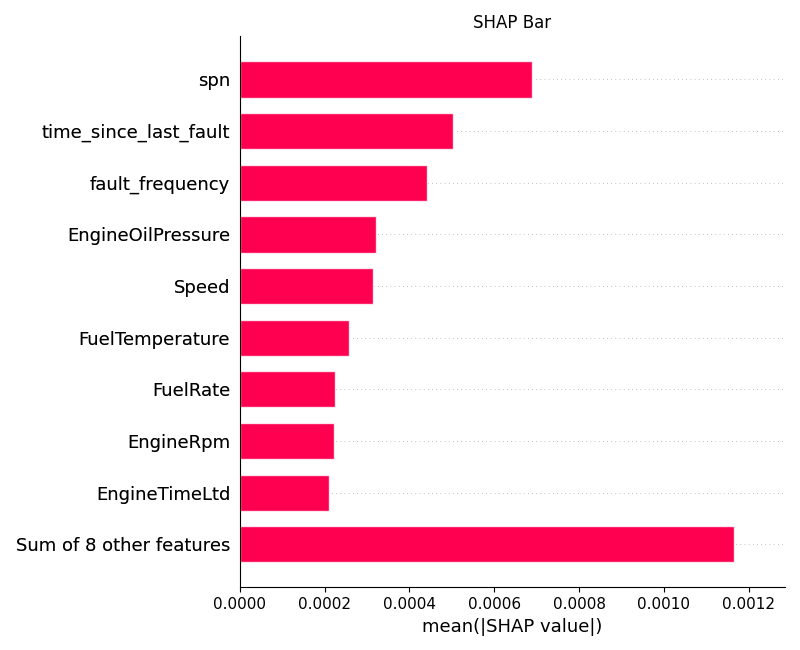 SHAP Bar
spn
time_since_last_fault
fault_frequency
EngineOilPressure
Speed
FuelTemperature
FuelRate
EngineRpm
EngineTimeLtd
Sum of 8 other features
0.0000 0.0002 0.0004 0.0006 0.0008 0.0010 0.0012
mean(|SHAP value|)